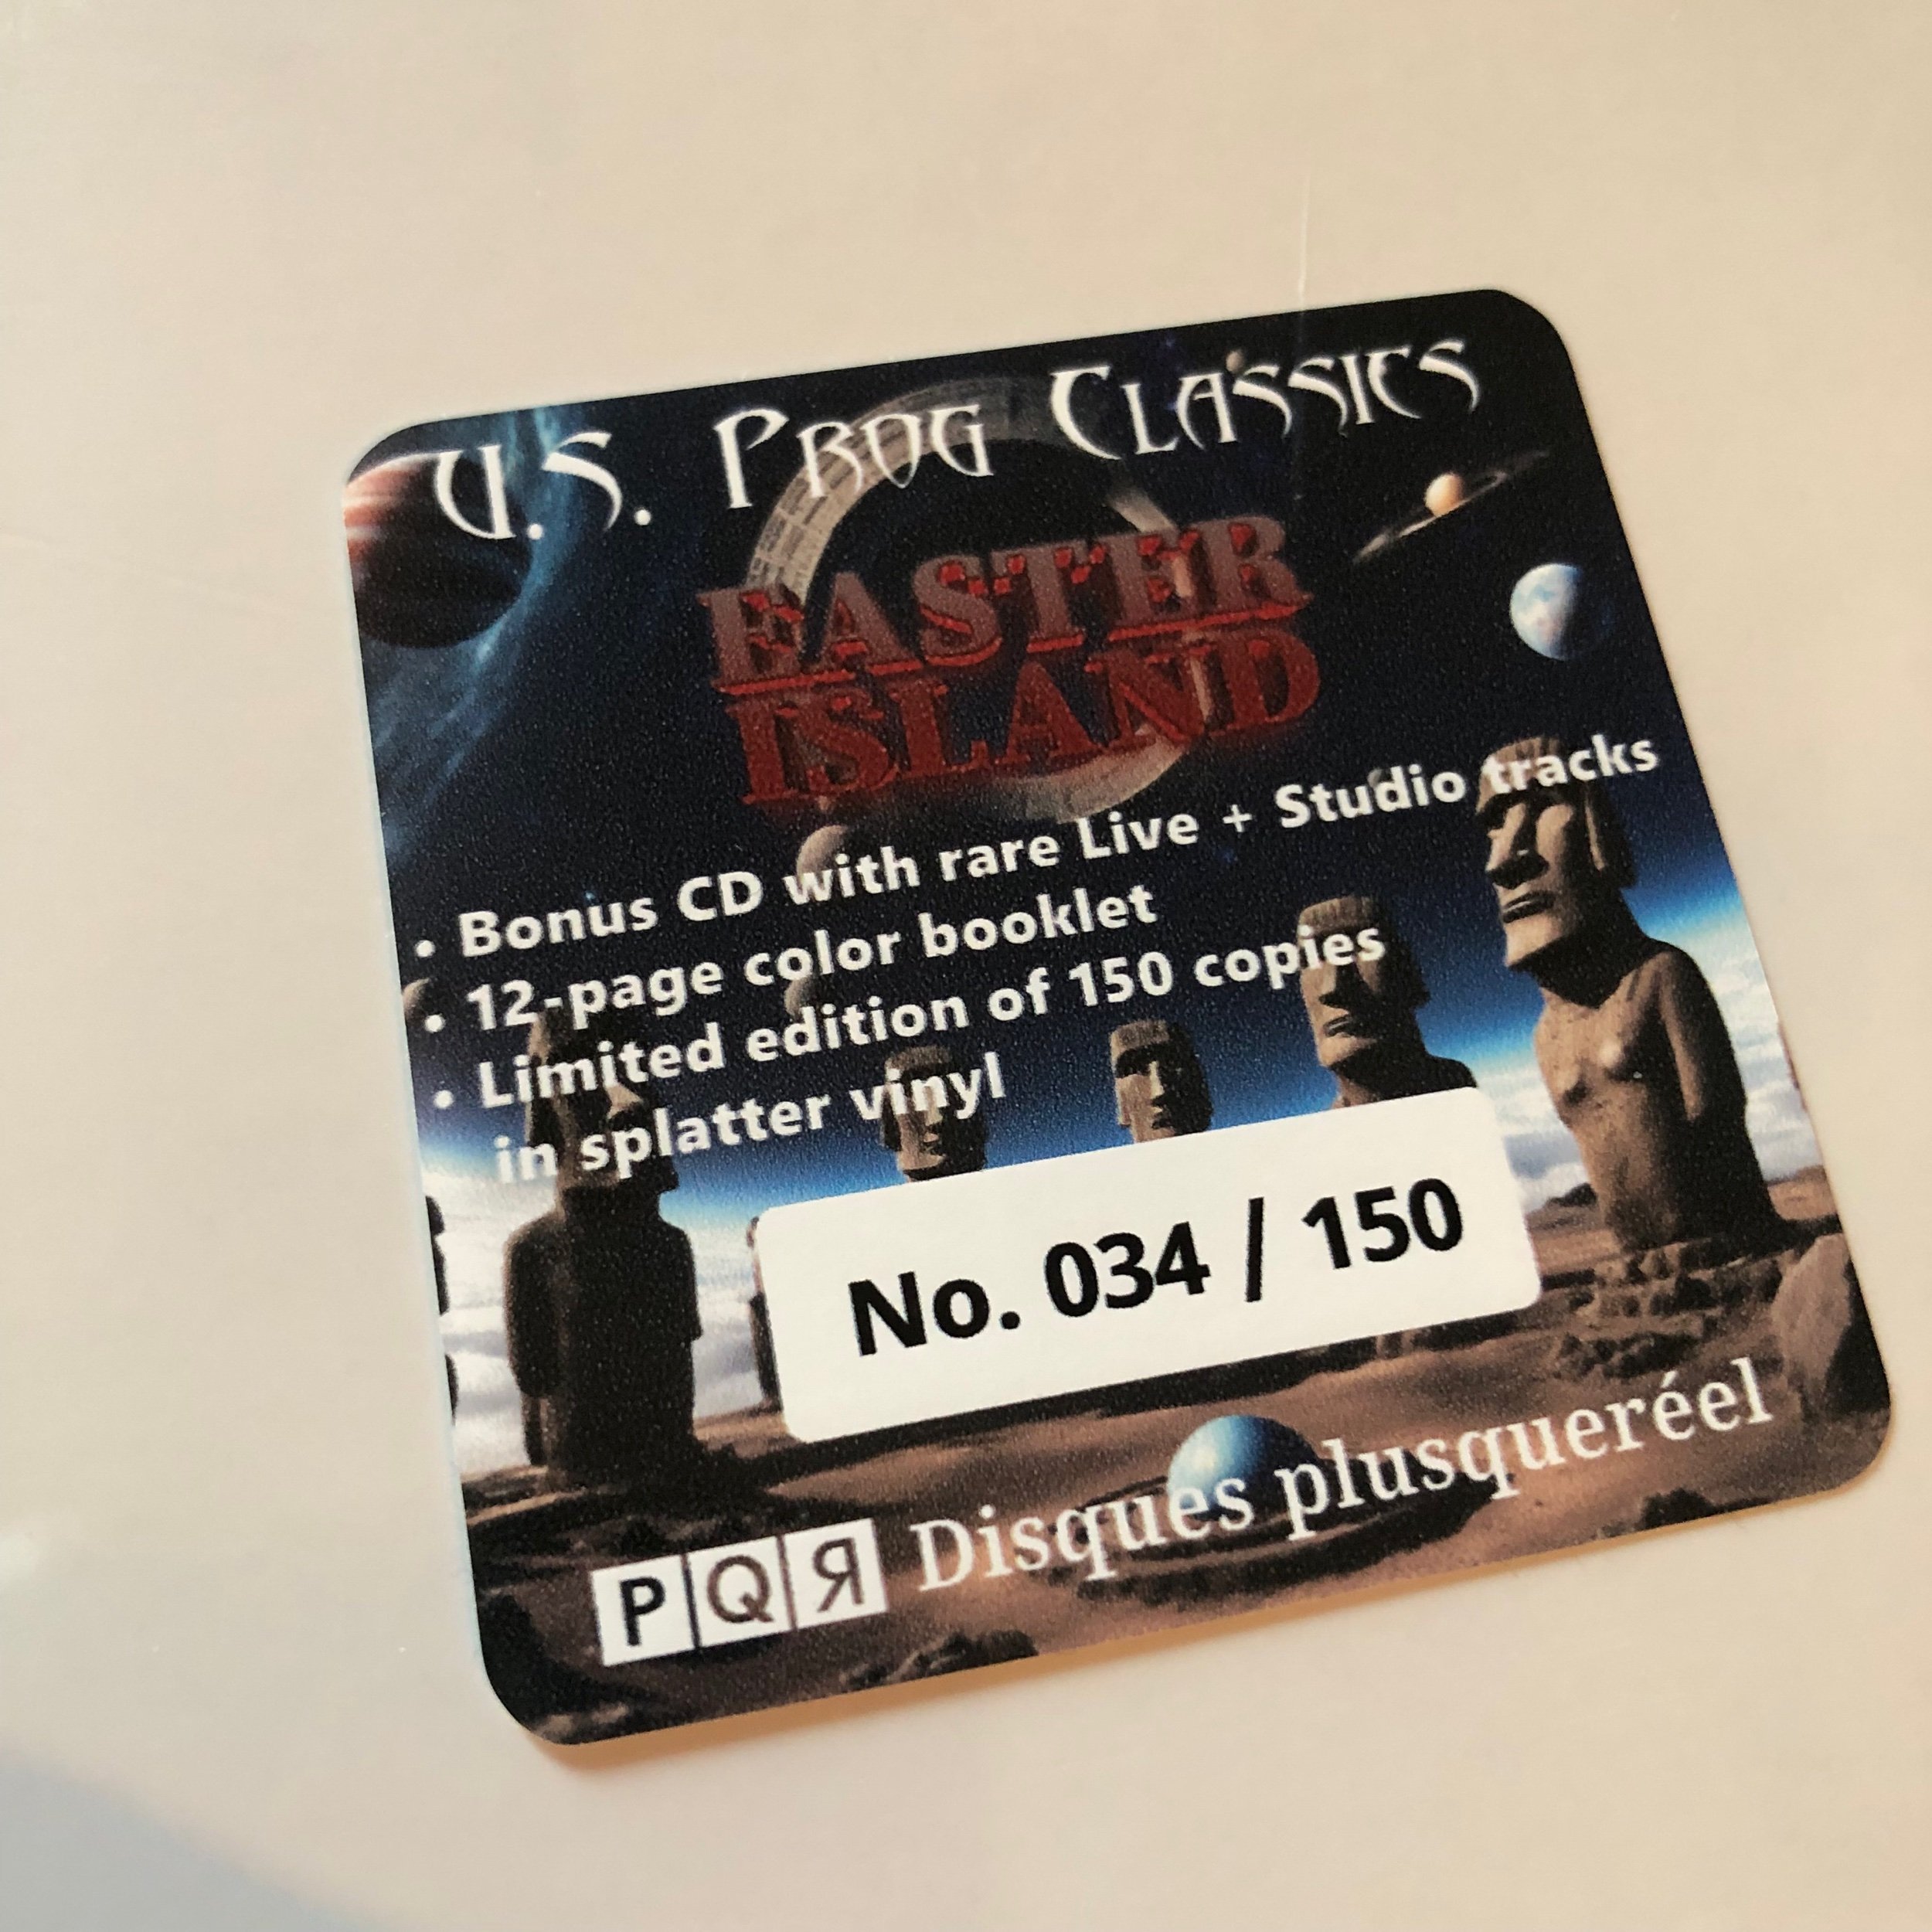 U.S. Prog Classics
EASTER
ISLAND
• Bonus CD with rare Live + Studio tracks
• 12-page color booklet
• Limited edition of 150 copies
in splatter vinyl
No. 034 / 150
PQЯ Disques plusqueréel